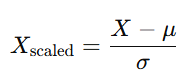 X_scaled = (X − μ) / σ